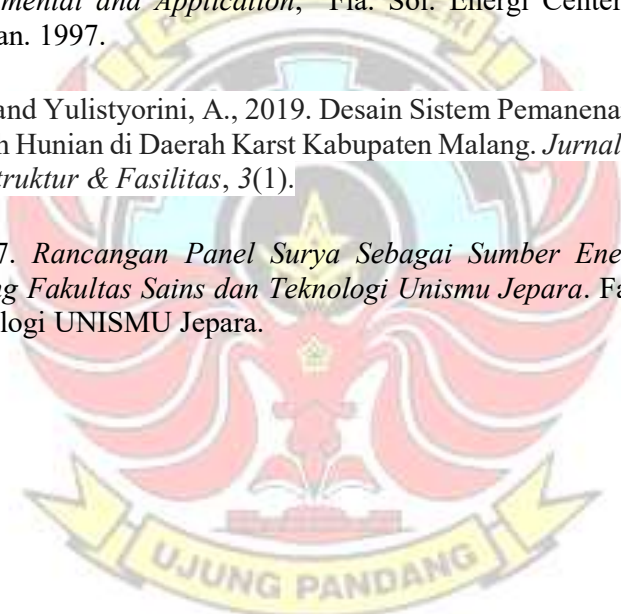 mental and Application," Fla. Sol. Energi Center
an. 1997.
and Yulistyorini, A., 2019. Desain Sistem Pemanena
Hunian di Daerah Karst Kabupaten Malang. Jurnal
truktur & Fasilitas, 3(1).
7. Rancangan Panel Surya Sebagai Sumber Ene
g Fakultas Sains dan Teknologi Unismu Jepara. Fa
logi UNISMU Jepara.
UJUNG PANDANG